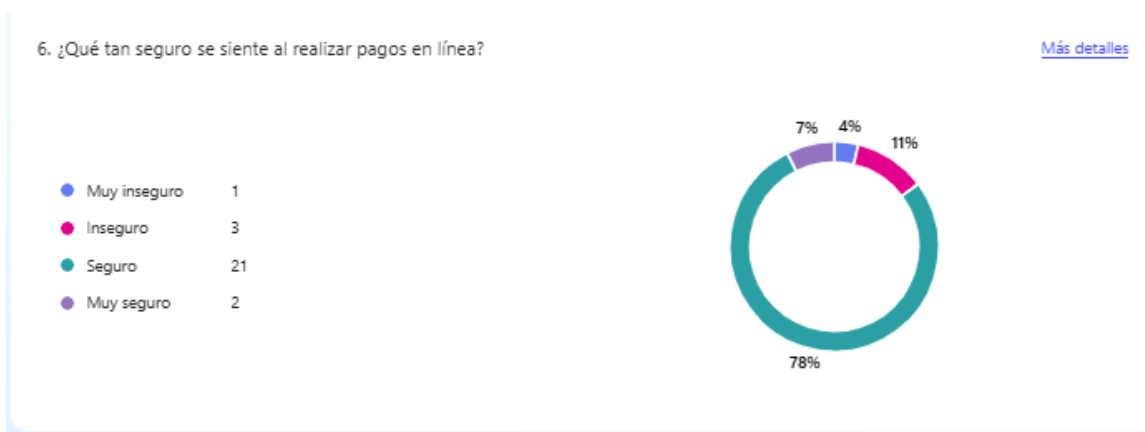 6. ¿Qué tan seguro se siente al realizar pagos en línea?
Más detalles
Muy inseguro 1
Inseguro 3
Seguro 21
Muy seguro 2
7% 4%
11%
78%